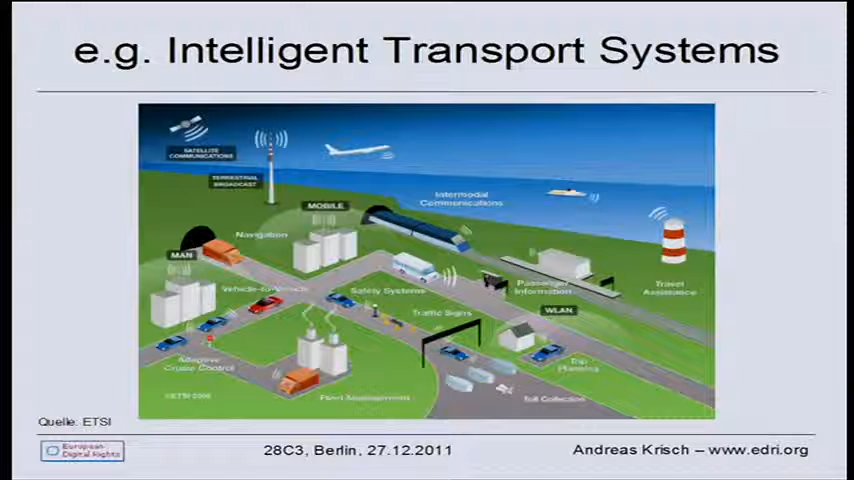 e.g. Intelligent Transport Systems
SATELLITE
COMMUNICATIONS
TERRESTRIAL
BROADCAST
MOBILE
Intermodal
Communications
Navigation
MAN
Vehicle-to-Vehicle
Safety Systems
Passenger
Information
Travel
Assistance
Traffic Signs
WLAN
Adaptive
Cruise Control
Trip
Planning
Fleet Management
Toll Collection
©ETSI 2008
Quelle: ETSI
European
Digital Rights
28C3, Berlin, 27.12.2011
Andreas Krisch – www.edri.org